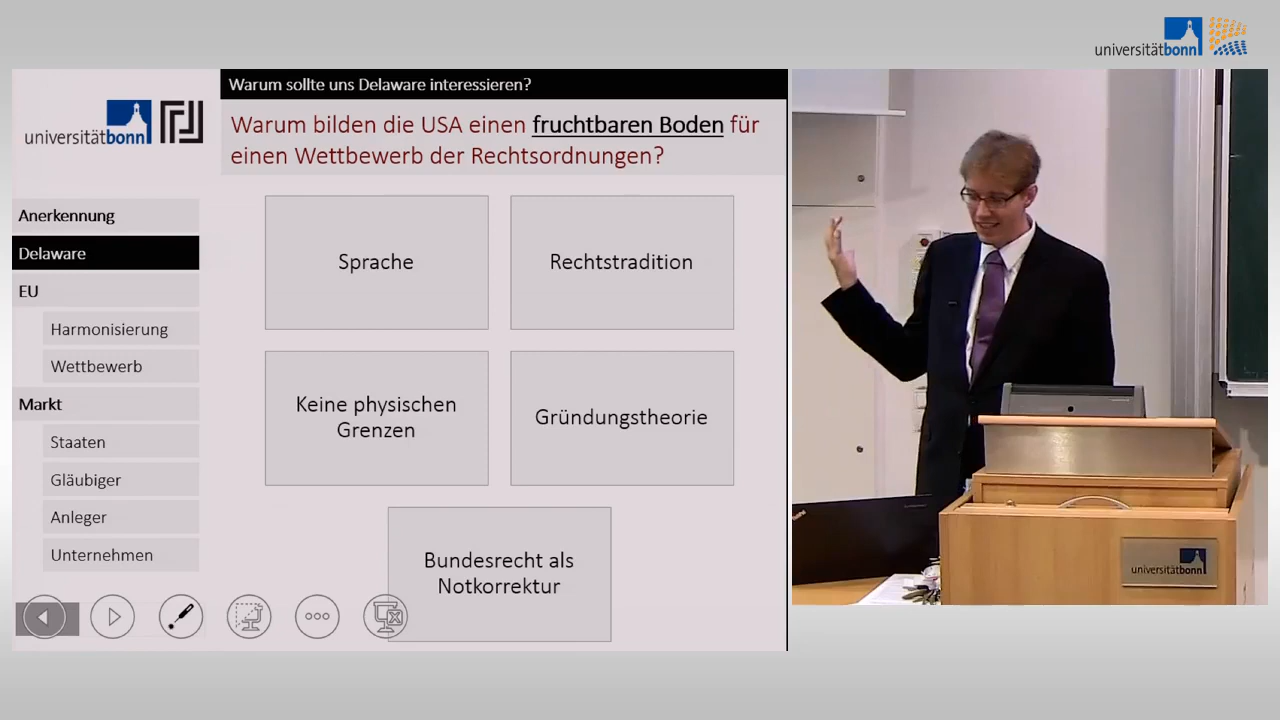 universitätbonn
universitätbonn
Warum sollte uns Delaware interessieren?
Warum bilden die USA einen fruchtbaren Boden für
einen Wettbewerb der Rechtsordnungen?
Anerkennung
Delaware
EU
Harmonisierung
Wettbewerb
Markt
Staaten
Gläubiger
Anleger
Unternehmen
Sprache
Rechtstradition
Keine physischen
Grenzen
Gründungstheorie
Bundesrecht als
Notkorrektur
universitätbonn